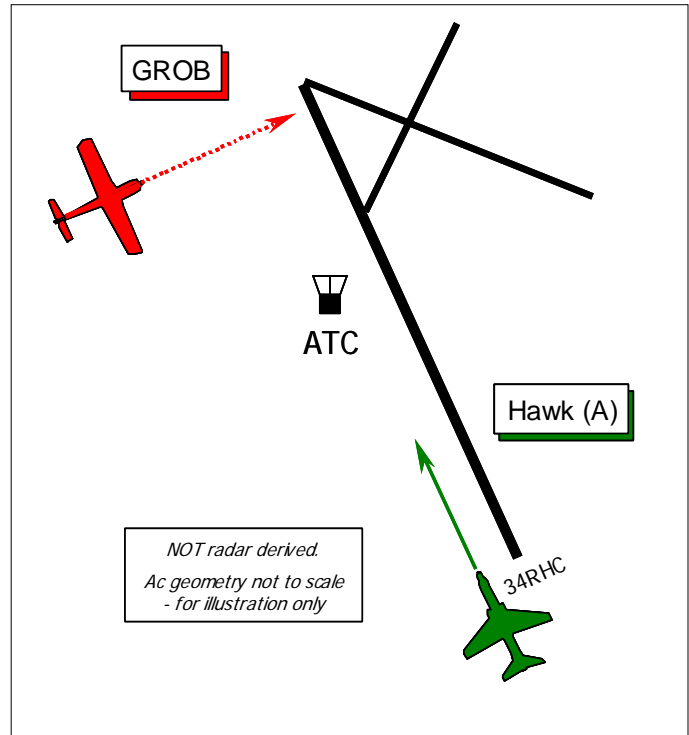 GROB
ATC
Hawk (A)
34RHC
NOT radar derived.
Ac geometry not to scale
- for illustration only